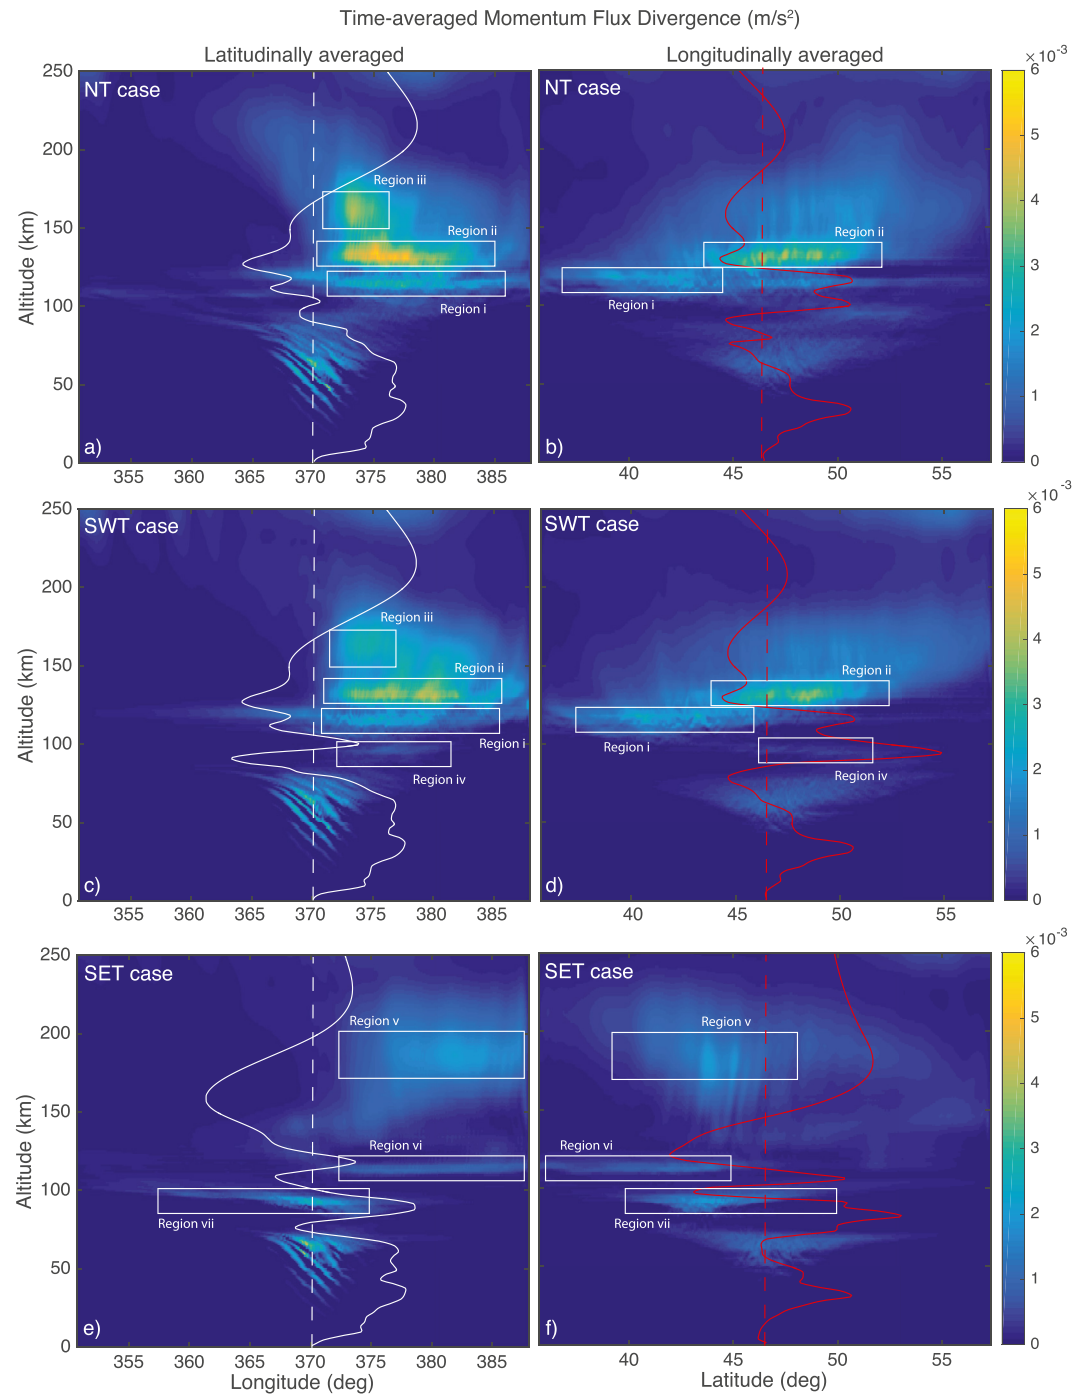 Time-averaged Momentum Flux Divergence (m/s²)
Latitudinally averaged
Longitudinally averaged
NT case
Region iii
Region ii
Region i
a)
250
200
150
100
50
0
Altitude (km)
355 360 365 370 375 380 385
NT case
Region ii
Region i
b)
40 45 50 55
×10⁻³
6
5
4
3
2
1
0
SWT case
Region iii
Region ii
Region i
Region iv
c)
250
200
150
100
50
0
Altitude (km)
355 360 365 370 375 380 385
SWT case
Region ii
Region i
Region iv
d)
40 45 50 55
×10⁻³
6
5
4
3
2
1
0
SET case
Region v
Region vi
Region vii
e)
250
200
150
100
50
0
Altitude (km)
355 360 365 370 375 380 385
Longitude (deg)
SET case
Region v
Region vi
Region vii
f)
40 45 50 55
Latitude (deg)
×10⁻³
6
5
4
3
2
1
0